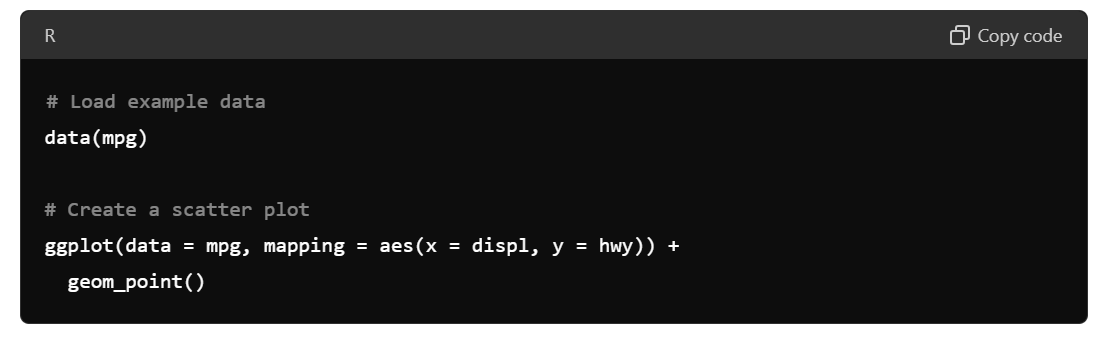 R
Copy code
# Load example data
data(mpg)
# Create a scatter plot
ggplot(data = mpg, mapping = aes(x = displ, y = hwy)) +
  geom_point()